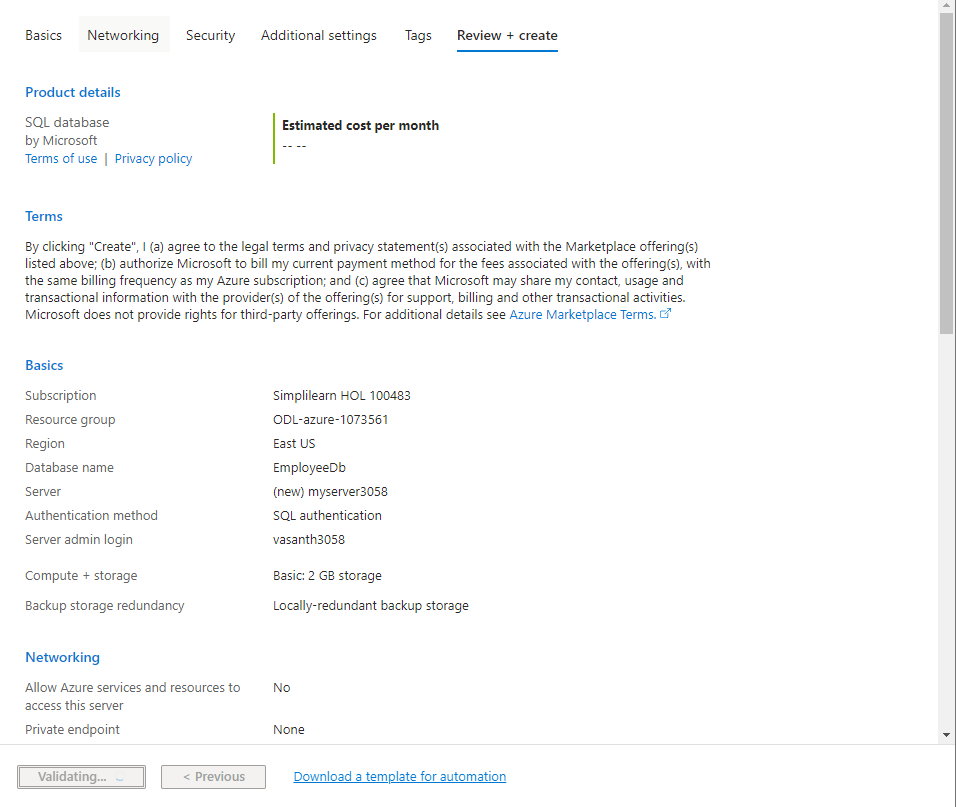 Basics Networking Security Additional settings Tags Review + create
Product details
SQL database
by Microsoft
Terms of use | Privacy policy
Estimated cost per month
-- --
Terms
By clicking "Create", I (a) agree to the legal terms and privacy statement(s) associated with the Marketplace offering(s)
listed above; (b) authorize Microsoft to bill my current payment method for the fees associated with the offering(s), with
the same billing frequency as my Azure subscription; and (c) agree that Microsoft may share my contact, usage and
transactional information with the provider(s) of the offering(s) for support, billing and other transactional activities.
Microsoft does not provide rights for third-party offerings. For additional details see Azure Marketplace Terms.
Basics
Subscription Simplilearn HOL 100483
Resource group ODL-azure-1073561
Region East US
Database name EmployeeDb
Server (new) myserver3058
Authentication method SQL authentication
Server admin login vasanth3058
Compute + storage Basic: 2 GB storage
Backup storage redundancy Locally-redundant backup storage
Networking
Allow Azure services and resources to No
access this server
Private endpoint None
Validating... < Previous Download a template for automation